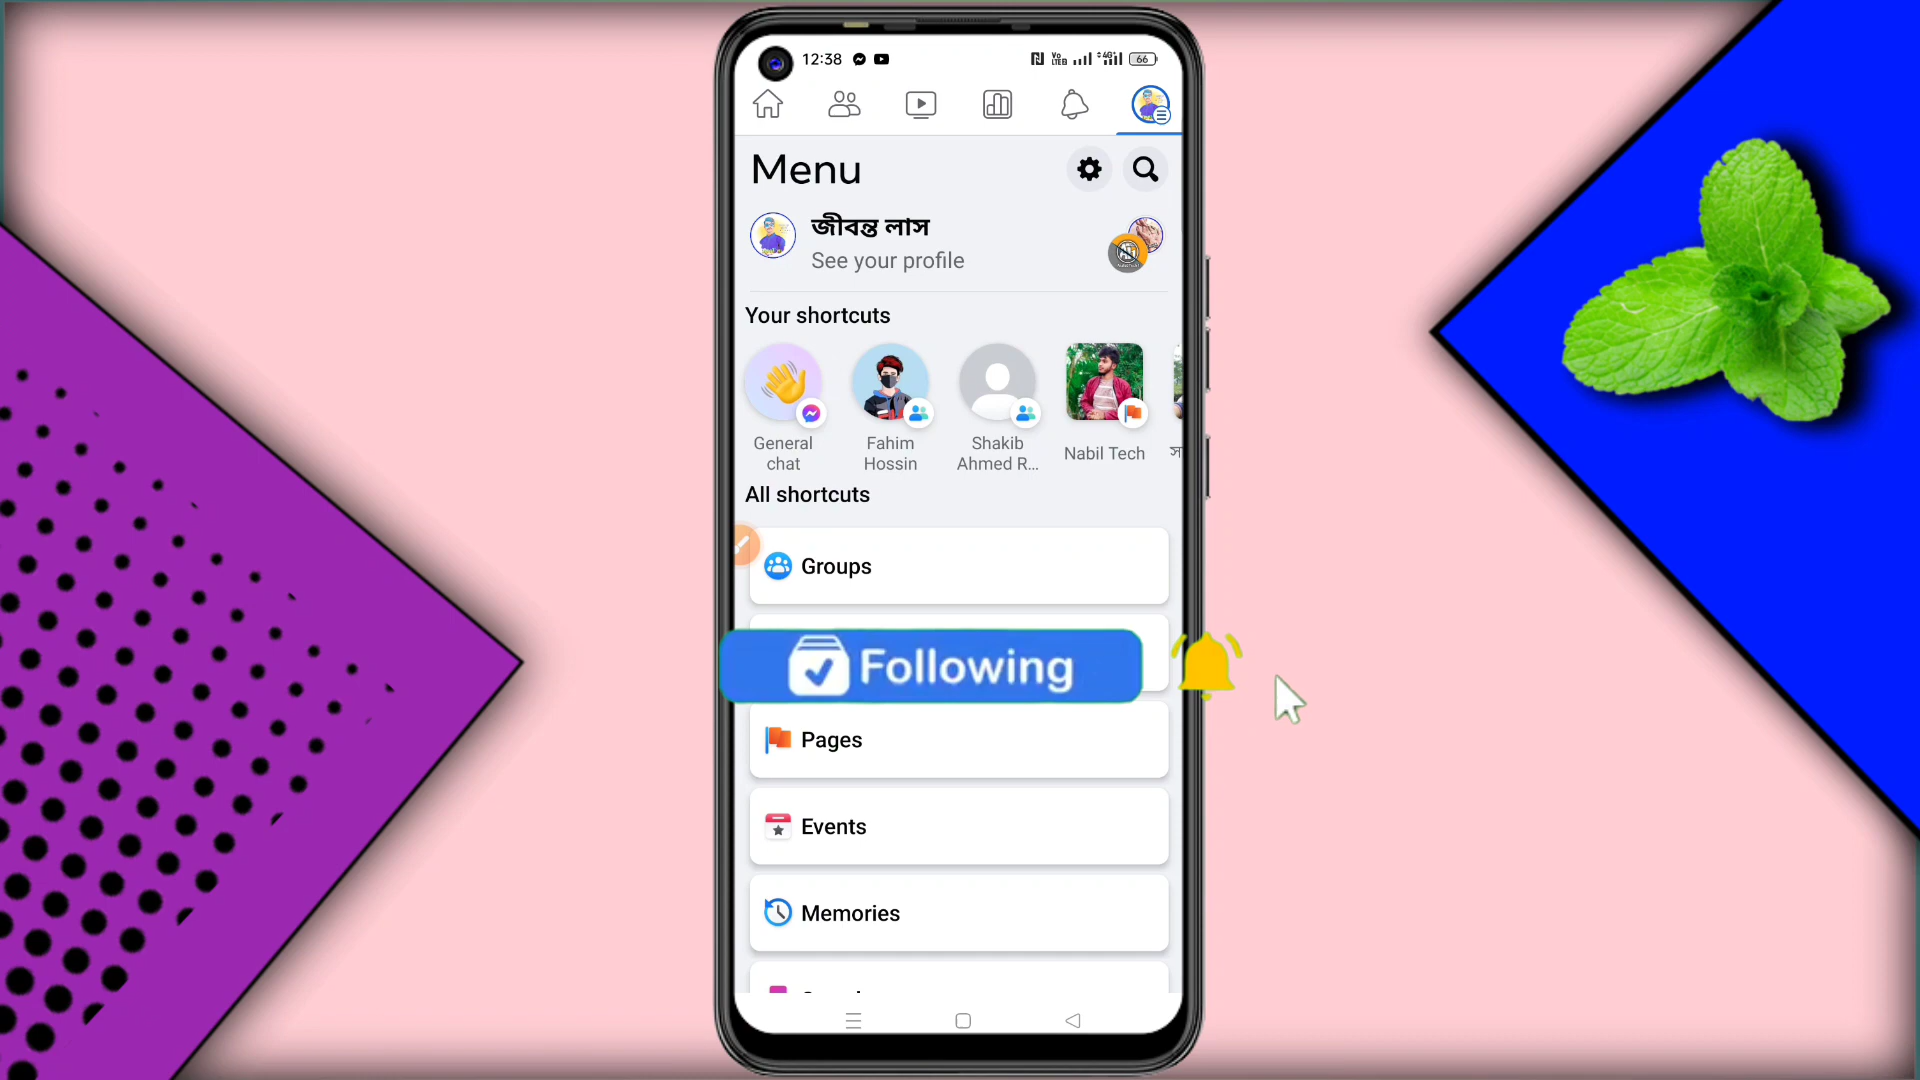 12:38
66
Menu
জীবন্ত লাস
See your profile
Your shortcuts
General chat
Fahim Hossin
Shakib Ahmed R...
Nabil Tech
All shortcuts
Groups
Following
Pages
Events
Memories